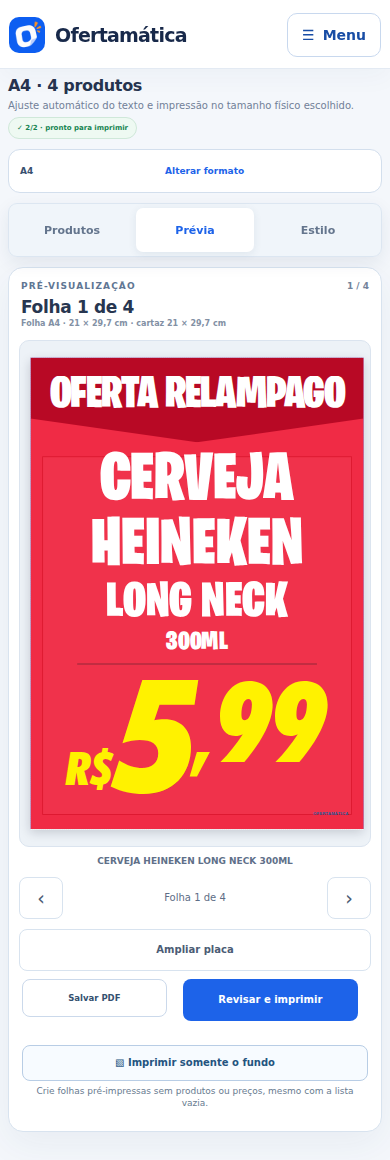 Ofertamática
☰ Menu
A4 · 4 produtos
Ajuste automático do texto e impressão no tamanho físico escolhido.
✓ 2/2 · pronto para imprimir
A4 Alterar formato
Produtos Prévia Estilo
PRÉ-VISUALIZAÇÃO 1 / 4
Folha 1 de 4
Folha A4 · 21 × 29,7 cm · cartaz 21 × 29,7 cm
OFERTA RELAMPAGO
CERVEJA
HEINEKEN
LONG NECK
300ML
R$5,99
CERVEJA HEINEKEN LONG NECK 300ML
‹ Folha 1 de 4 ›
Ampliar placa
Salvar PDF Revisar e imprimir
Imprimir somente o fundo
Crie folhas pré-impressas sem produtos ou preços, mesmo com a lista
vazia.